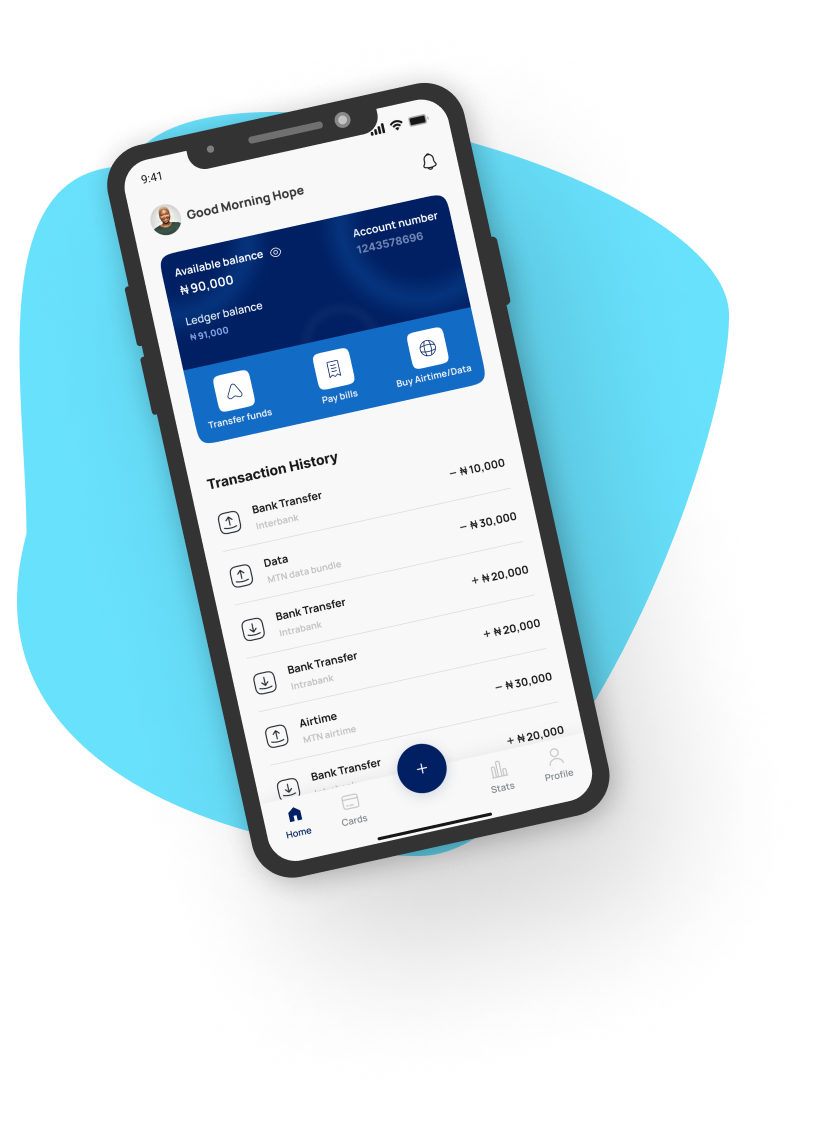 9:41
Good Morning Hope
Available balance
Account number
₦90,000
1243578696
Ledger balance
₦91,000
Transfer funds
Pay bills
Buy Airtime/Data
Transaction History
Bank Transfer
– ₦10,000
Interbank
Data
– ₦30,000
MTN data bundle
Bank Transfer
+ ₦20,000
Intrabank
Bank Transfer
+ ₦20,000
Intrabank
Airtime
– ₦30,000
MTN airtime
Bank Transfer
+ ₦20,000
Home
Cards
+
Stats
Profile